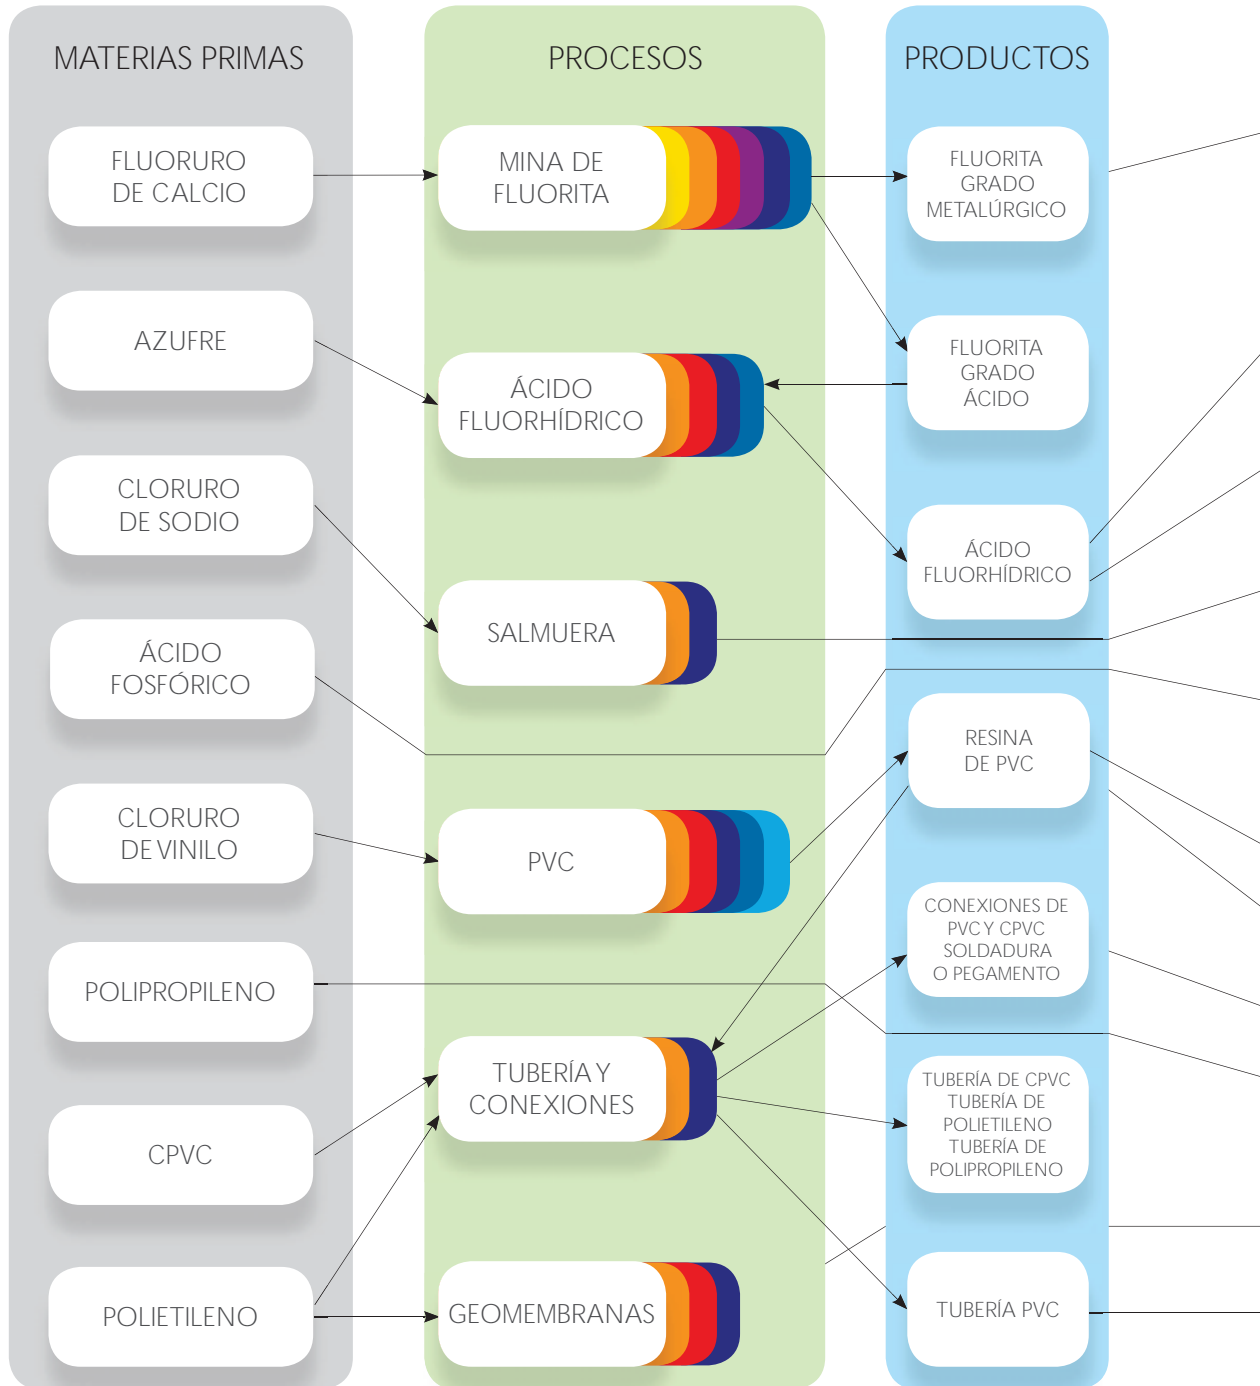 MATERIAS PRIMAS
FLUORURO
DE CALCIO
AZUFRE
CLORURO
DE SODIO
ÁCIDO
FOSFÓRICO
CLORURO
DE VINILO
POLIPROPILENO
CPVC
POLIETILENO
PROCESOS
MINA DE
FLUORITA
ÁCIDO
FLUORHÍDRICO
SALMUERA
PVC
TUBERÍA Y
CONEXIONES
GEOMEMBRANAS
PRODUCTOS
FLUORITA
GRADO
METALÚRGICO
FLUORITA
GRADO
ÁCIDO
ÁCIDO
FLUORHÍDRICO
RESINA
DE PVC
CONEXIONES DE
PVC Y CPVC
SOLDADURA
O PEGAMENTO
TUBERÍA DE CPVC
TUBERÍA DE
POLIETILENO
TUBERÍA DE
POLIPROPILENO
TUBERÍA PVC